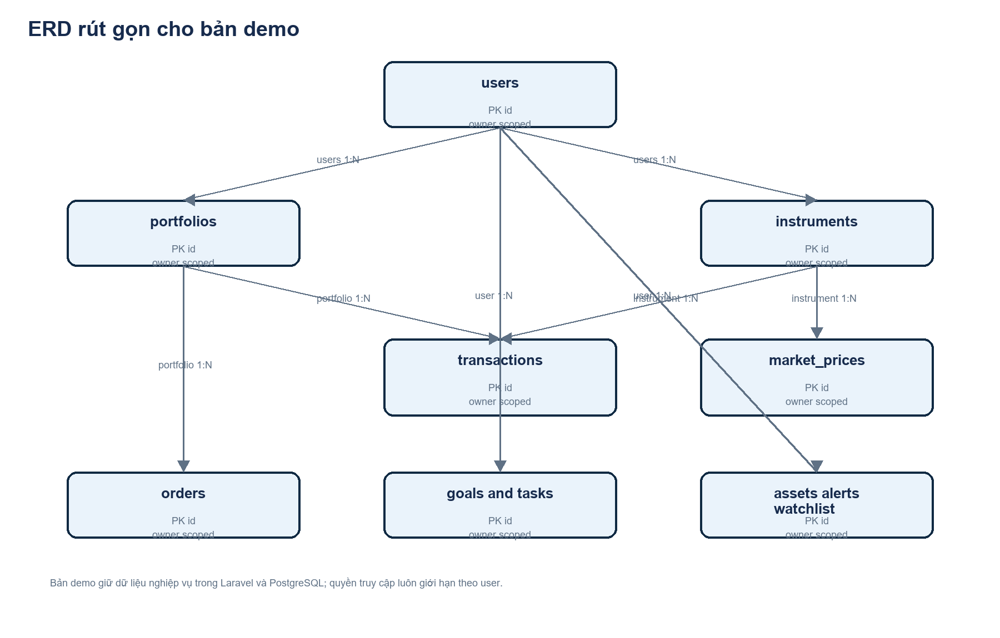 ERD rút gọn cho bản demo
users
PK id
owner scoped
users 1:N
users 1:N
portfolios
PK id
owner scoped
instruments
PK id
owner scoped
portfolio 1:N
user 1:N
user 1:N
instrument 1:N
instrument 1:N
portfolio 1:N
transactions
PK id
owner scoped
market_prices
PK id
owner scoped
orders
PK id
owner scoped
goals and tasks
PK id
owner scoped
assets alerts
watchlist
PK id
owner scoped
Bản demo giữ dữ liệu nghiệp vụ trong Laravel và PostgreSQL; quyền truy cập luôn giới hạn theo user.